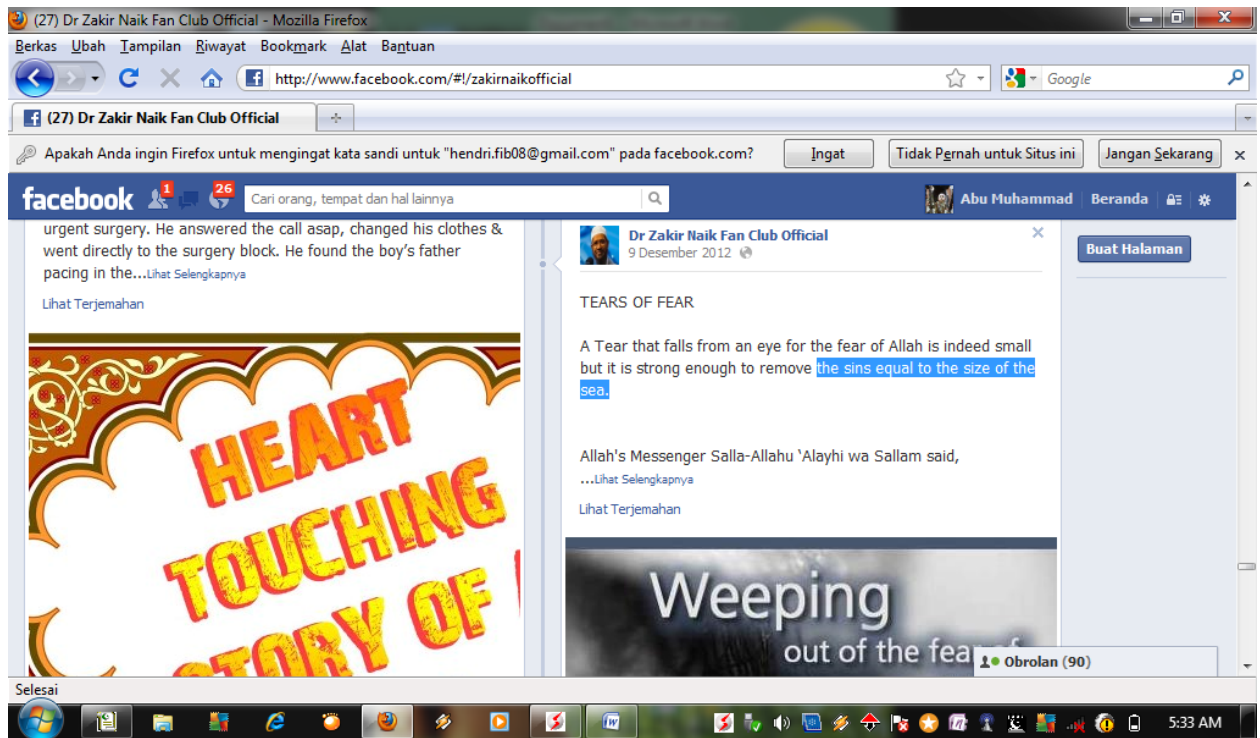 (27) Dr Zakir Naik Fan Club Official - Mozilla Firefox
Berkas Ubah Tampilan Riwayat Bookmark Alat Bantuan
http://www.facebook.com/#!/zakirnaikofficial
Google
(27) Dr Zakir Naik Fan Club Official
Apakah Anda ingin Firefox untuk mengingat kata sandi untuk "hendri.fib08@gmail.com" pada facebook.com?
Ingat
Tidak Pernah untuk Situs ini
Jangan Sekarang
facebook
1
26
Cari orang, tempat dan hal lainnya
Abu Muhammad
Beranda
urgent surgery. He answered the call asap, changed his clothes &
went directly to the surgery block. He found the boy's father
pacing in the...Lihat Selengkapnya
Lihat Terjemahan
HEART
TOUCHING
STORY OF
Dr Zakir Naik Fan Club Official
9 Desember 2012
TEARS OF FEAR
A Tear that falls from an eye for the fear of Allah is indeed small
but it is strong enough to remove the sins equal to the size of the
sea.
Allah's Messenger Salla-Allahu 'Alayhi wa Sallam said,
...Lihat Selengkapnya
Lihat Terjemahan
Weeping
out of the fear of
Buat Halaman
Obrolan (90)
Selesai
5:33 AM